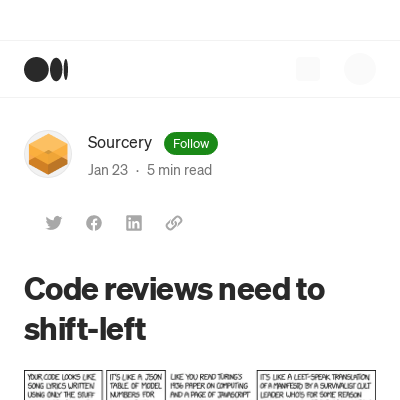 Sourcery Follow
Jan 23 · 5 min read
Code reviews need to
shift-left
YOUR CODE LOOKS LIKE
SONG LYRICS WRITTEN
USING ONLY THE STUFF
IT'S LIKE A JSON
TABLE OF MODEL
NUMBERS FOR
LIKE YOU READ TURING'S
1936 PAPER ON COMPUTING
AND A PAGE OF JAVASCRIPT
IT'S LIKE A LEET-SPEAK TRANSLATION
OF A MANIFESTO BY A SURVIVALIST CULT
LEADER WHO'S FOR SOME REASON